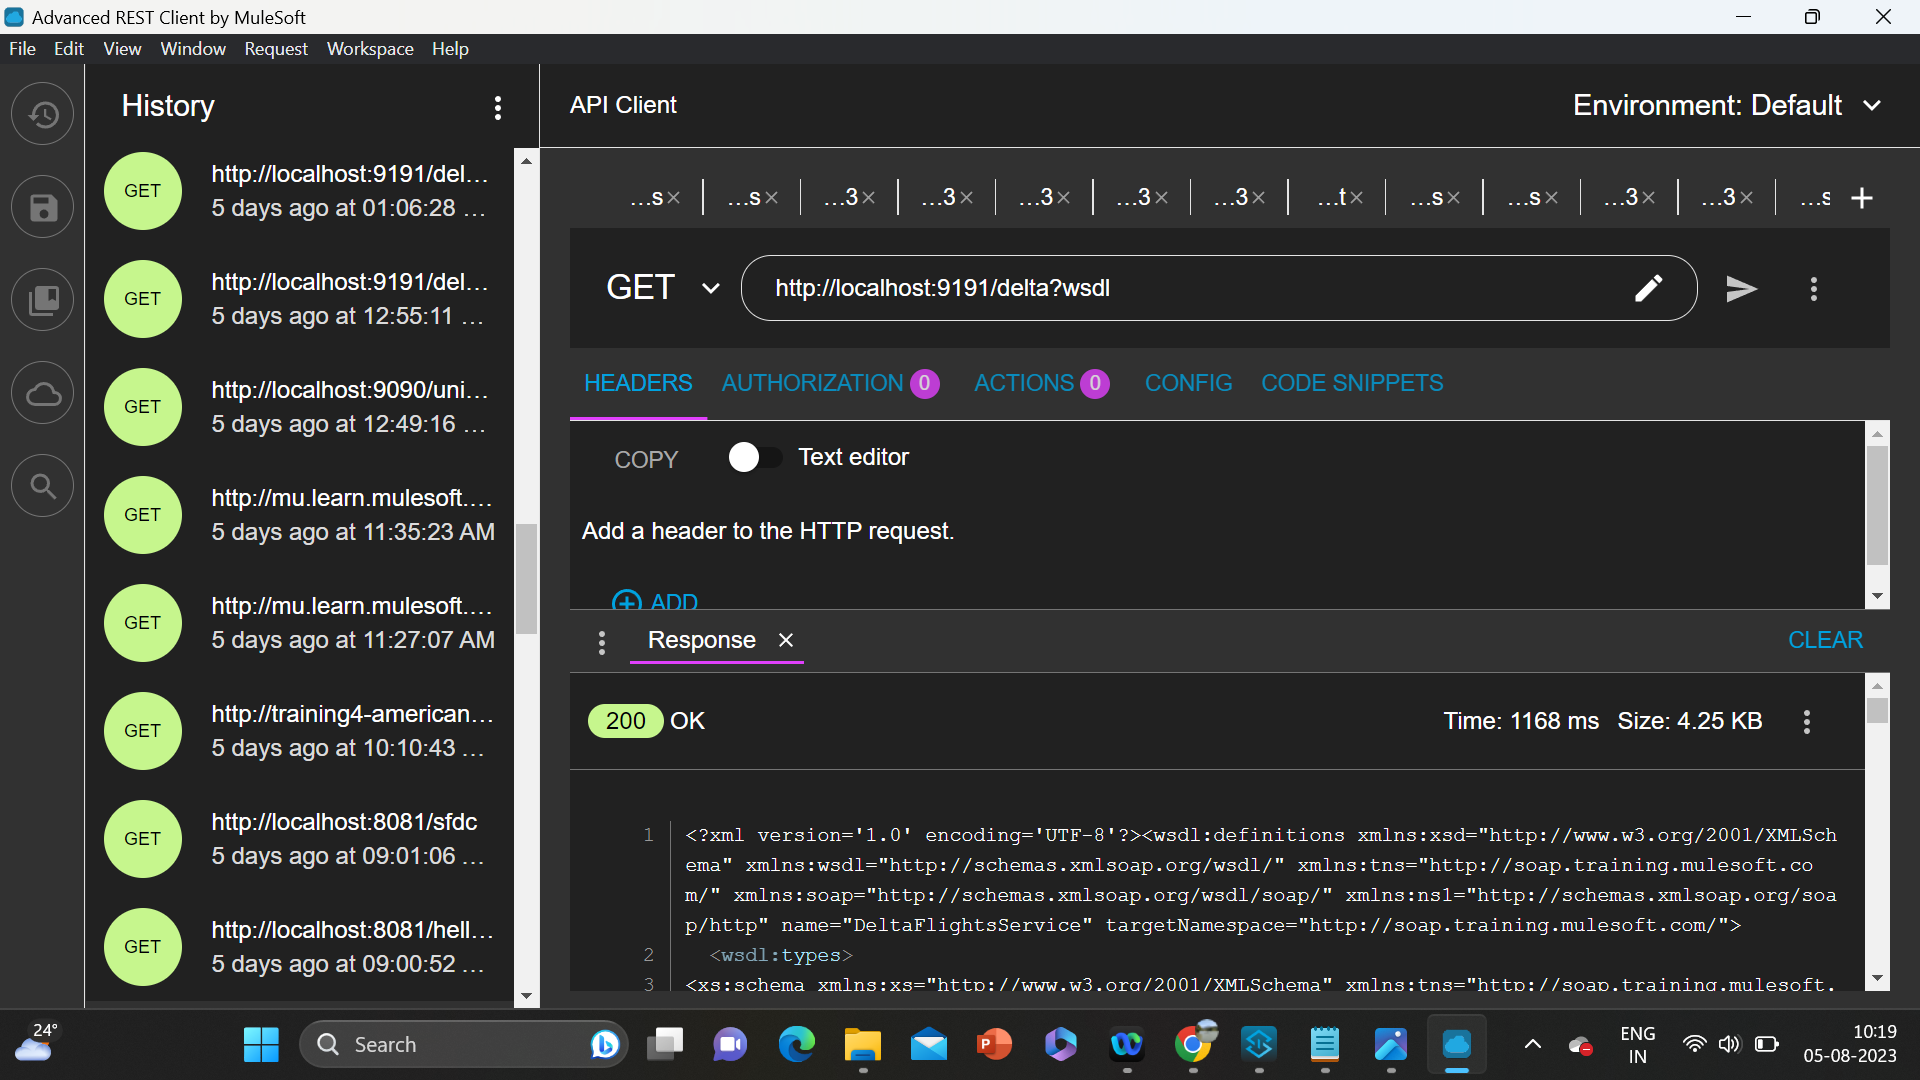 Advanced REST Client by MuleSoft
File Edit View Window Request Workspace Help
History
GET
http://localhost:9191/del...
5 days ago at 01:06:28 ...
GET
http://localhost:9191/del...
5 days ago at 12:55:11 ...
GET
http://localhost:9090/uni...
5 days ago at 12:49:16 ...
GET
http://mu.learn.mulesoft....
5 days ago at 11:35:23 AM
GET
http://mu.learn.mulesoft....
5 days ago at 11:27:07 AM
GET
http://training4-american...
5 days ago at 10:10:43 ...
GET
http://localhost:8081/sfdc
5 days ago at 09:01:06 ...
GET
http://localhost:8081/hell...
5 days ago at 09:00:52 ...
API Client
Environment: Default
...s× ...s× ...3× ...3× ...3× ...3× ...3× ...t× ...s× ...s× ...3× ...3× ...s +
GET http://localhost:9191/delta?wsdl
HEADERS AUTHORIZATION 0 ACTIONS 0 CONFIG CODE SNIPPETS
COPY Text editor
Add a header to the HTTP request.
ADD
Response × CLEAR
200 OK Time: 1168 ms Size: 4.25 KB
1 <?xml version='1.0' encoding='UTF-8'?><wsdl:definitions xmlns:xsd="http://www.w3.org/2001/XMLSch
ema" xmlns:wsdl="http://schemas.xmlsoap.org/wsdl/" xmlns:tns="http://soap.training.mulesoft.co
m/" xmlns:soap="http://schemas.xmlsoap.org/wsdl/soap/" xmlns:ns1="http://schemas.xmlsoap.org/soa
p/http" name="DeltaFlightsService" targetNamespace="http://soap.training.mulesoft.com/">
2 <wsdl:types>
3 <xs:schema xmlns:xs="http://www.w3.org/2001/XMLSchema" xmlns:tns="http://soap.training.mulesoft.
24°
Search
P
ENG
IN
10:19
05-08-2023